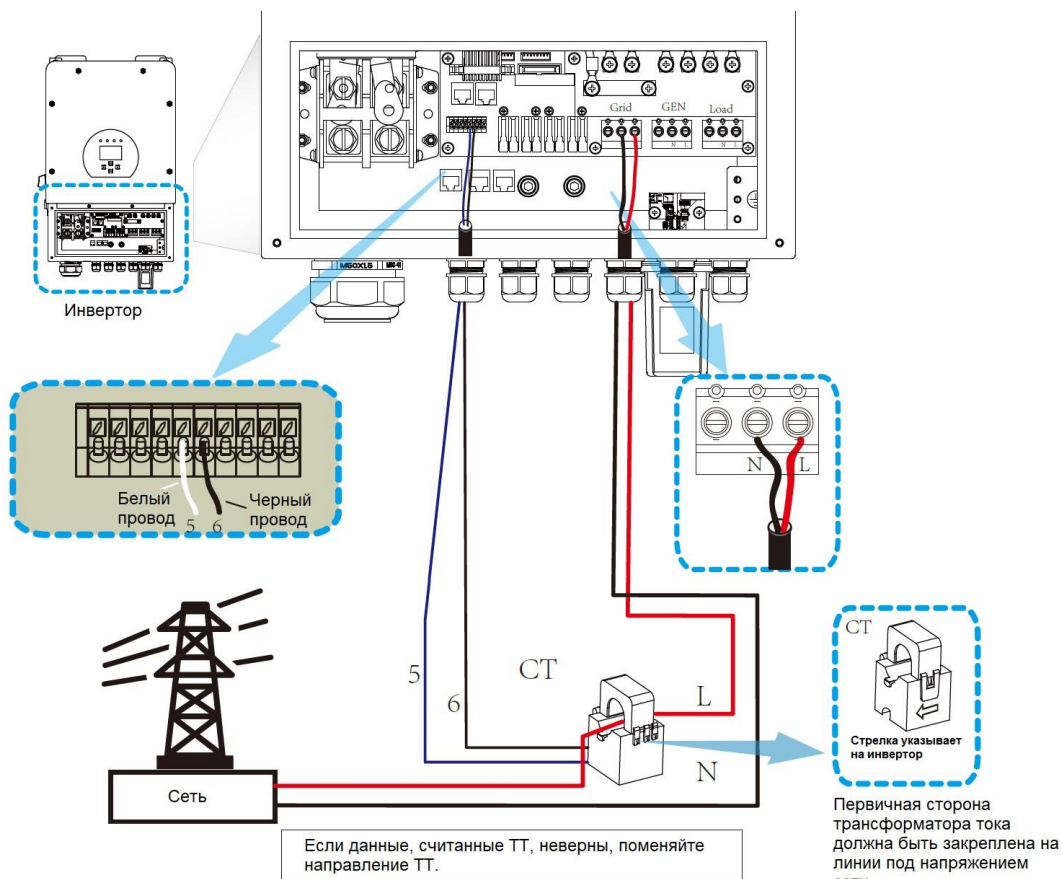 Grid GEN Load
N L N L
M50X1.5
Инвертор
Белый
провод
Черный
провод
5 6
N L
5
6
CT
L
N
CT
Стрелка указывает
на инвертор
Сеть
Первичная сторона
трансформатора тока
должна быть закреплена на
линии под напряжением
Если данные, считанные ТТ, неверны, поменяйте
направление ТТ.